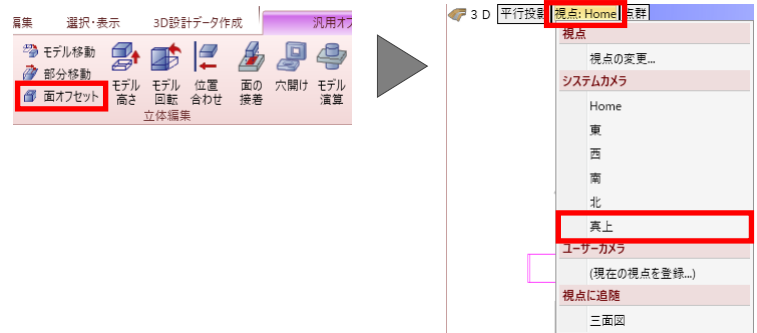 編集 選択・表示 3D設計データ作成 汎用オフ
モデル移動
部分移動
面オフセット
モデル高さ
モデル回転
位置合わせ
面の接着
穴開け
モデル演算
立体編集
3D 平行投影 視点: Home 点群
視点
視点の変更...
システムカメラ
Home
東
西
南
北
真上
ユーザーカメラ
(現在の視点を登録...)
視点に追随
三面図